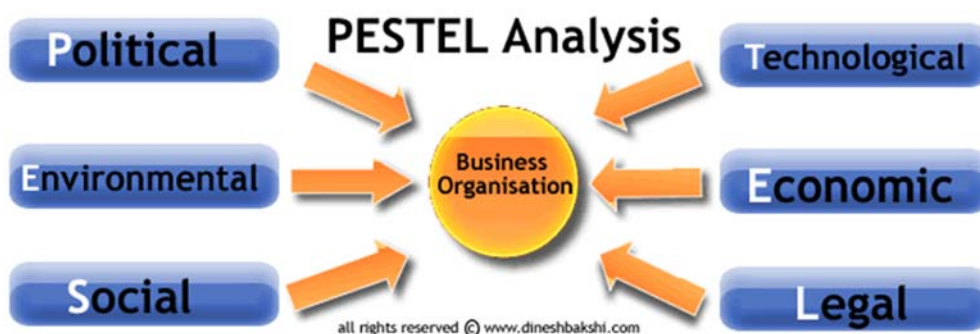 PESTEL Analysis
Political
Environmental
Social
Business
Organisation
Technological
Economic
Legal
all rights reserved © www.dineshbakshi.com